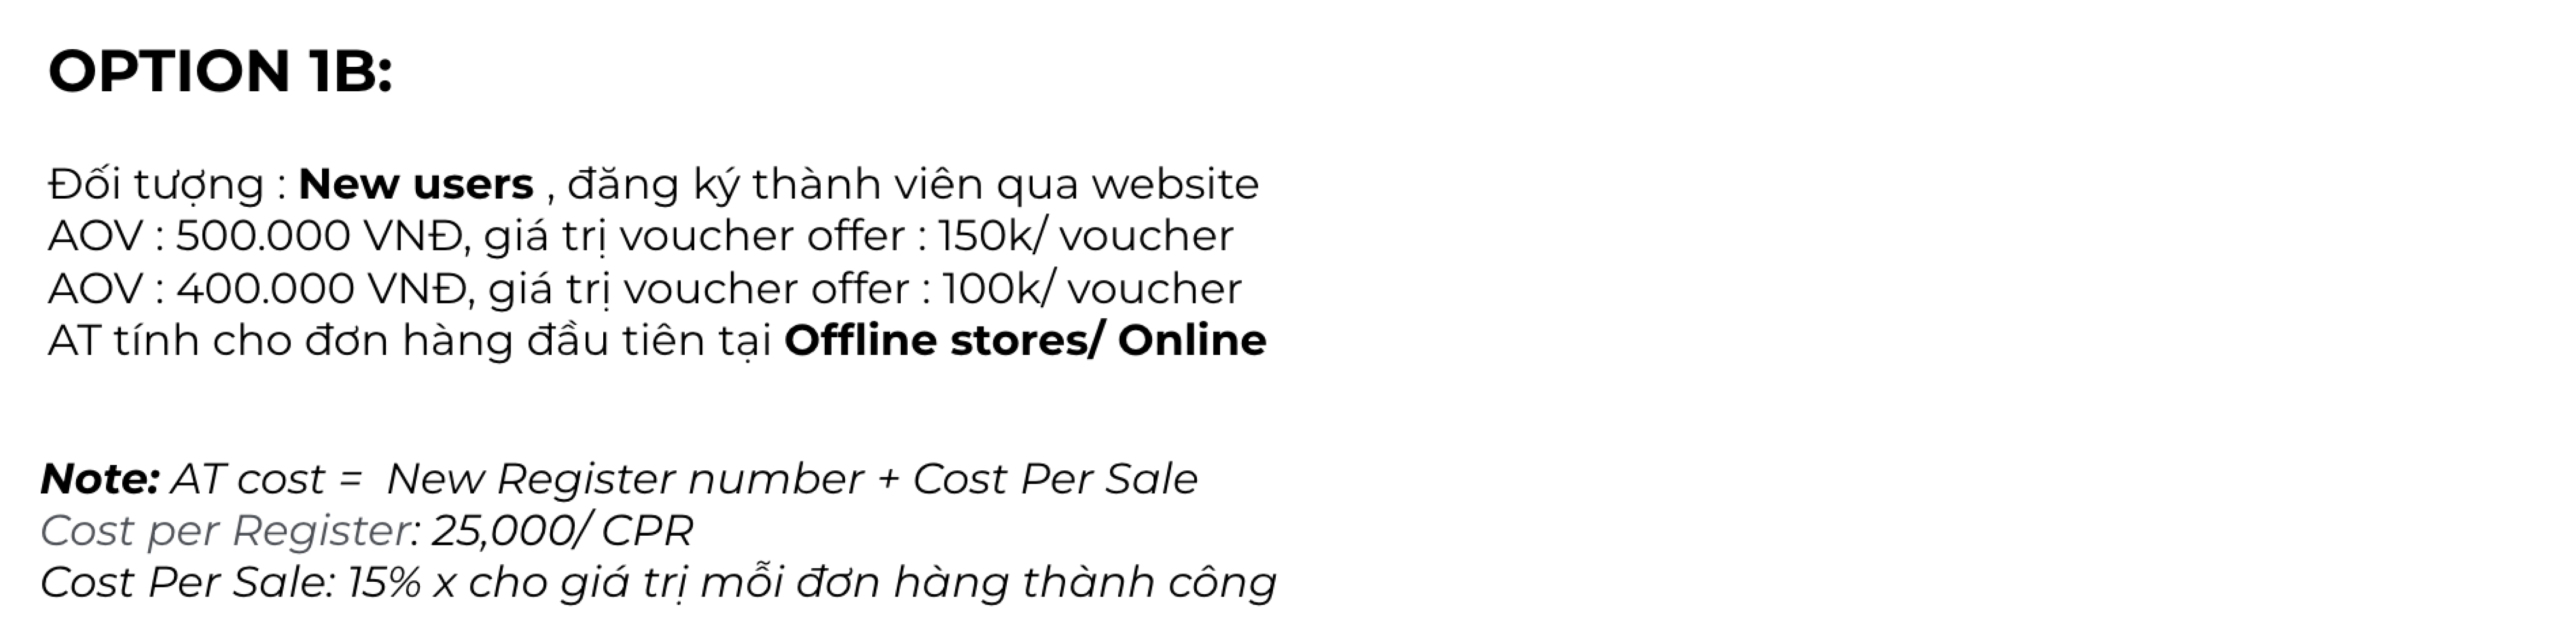 OPTION 1B:
Đối tượng : New users , đăng ký thành viên qua website
AOV : 500.000 VNĐ, giá trị voucher offer : 150k/ voucher
AOV : 400.000 VNĐ, giá trị voucher offer : 100k/ voucher
AT tính cho đơn hàng đầu tiên tại Offline stores/ Online
Note: AT cost =  New Register number + Cost Per Sale
Cost per Register: 25,000/ CPR
Cost Per Sale: 15% x cho giá trị mỗi đơn hàng thành công